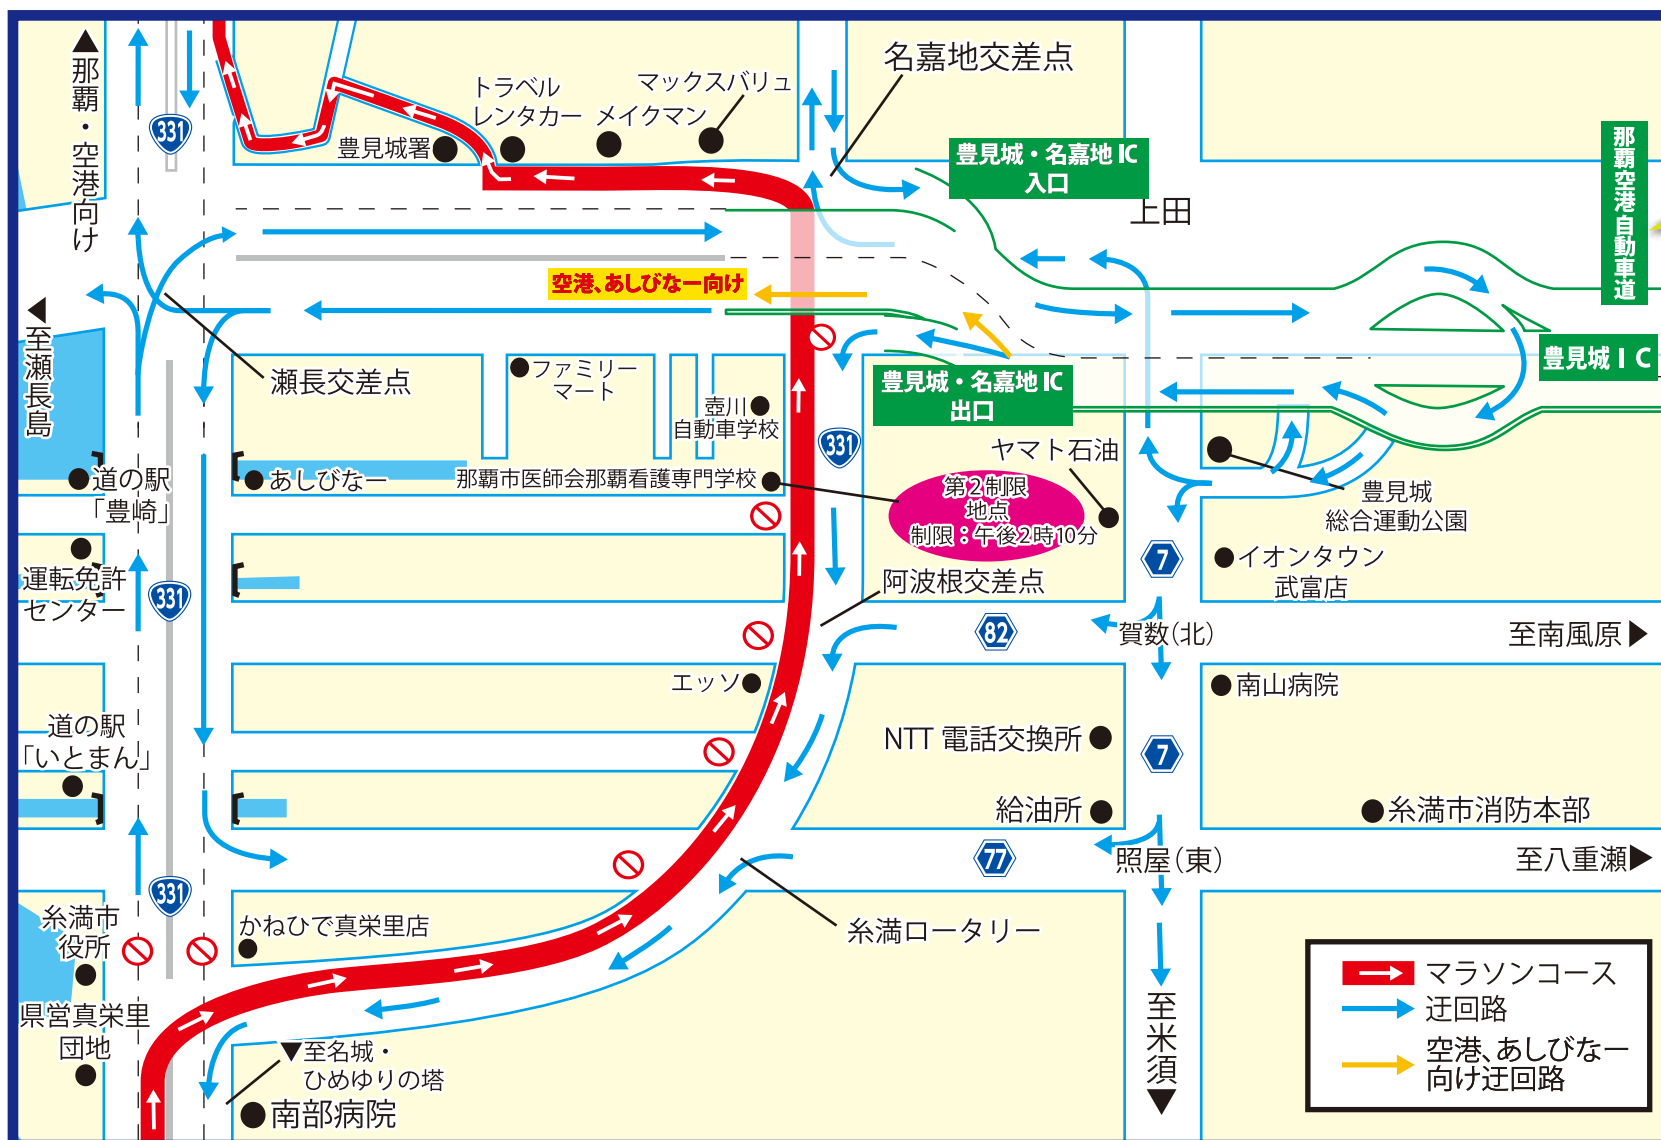 ▲那覇・空港向け
331
トラベル
レンタカー
メイクマン
マックスバリュ
豊見城署
名嘉地交差点
豊見城・名嘉地IC
入口
上田
那覇空港自動車道
空港、あしびなー向け
◀至瀬長島
瀬長交差点
ファミリー
マート
壺川
自動車学校
豊見城・名嘉地IC
出口
豊見城IC
331
ヤマト石油
道の駅
「豊崎」
あしびなー
那覇市医師会那覇看護専門学校
第2制限
地点
制限:午後2時10分
豊見城
総合運動公園
運転免許
センター
331
阿波根交差点
7
イオンタウン
武富店
82
賀数(北)
至南風原▶
エッソ
南山病院
道の駅
「いとまん」
NTT 電話交換所
7
給油所
糸満市消防本部
77
照屋(東)
至八重瀬▶
331
糸満市
役所
かねひで真栄里店
糸満ロータリー
県営真栄里
団地
▼至名城・
ひめゆりの塔
南部病院
至米須▼
マラソンコース
迂回路
空港、あしびなー
向け迂回路